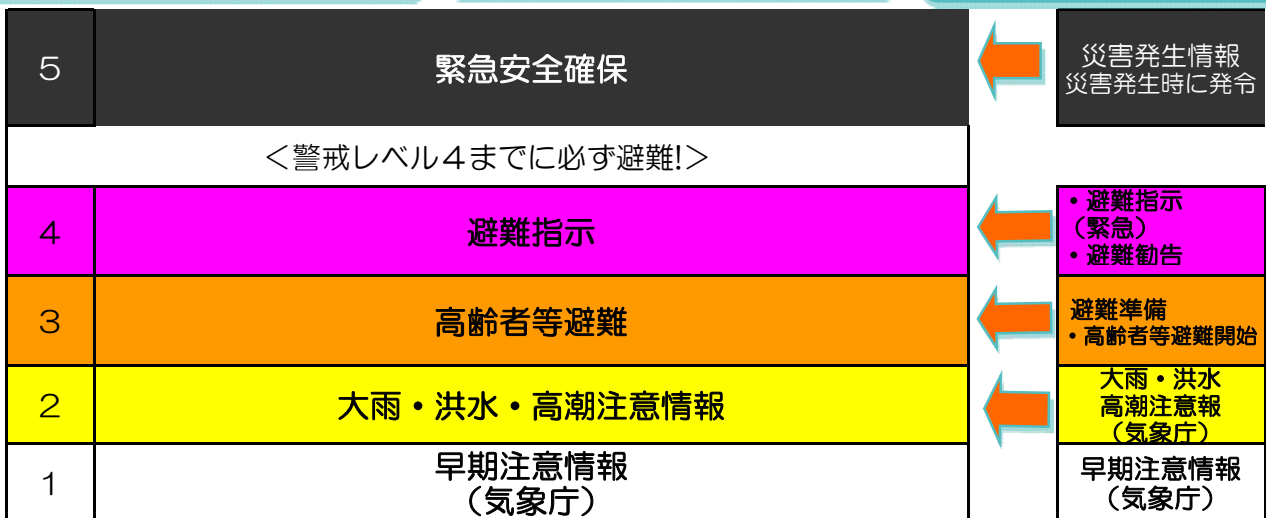 5
緊急安全確保
災害発生情報
災害発生時に発令
＜警戒レベル４までに必ず避難!＞
4
避難指示
・避難指示
（緊急）
・避難勧告
3
高齢者等避難
避難準備
・高齢者等避難開始
2
大雨・洪水・高潮注意情報
大雨・洪水
高潮注意報
（気象庁）
1
早期注意情報
（気象庁）
早期注意情報
（気象庁）